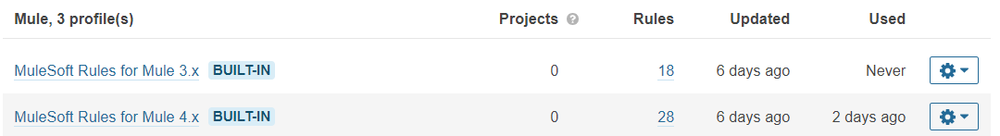 Mule, 3 profile(s) Projects ? Rules Updated Used
MuleSoft Rules for Mule 3.x BUILT-IN 0 18 6 days ago Never
MuleSoft Rules for Mule 4.x BUILT-IN 0 28 6 days ago 2 days ago